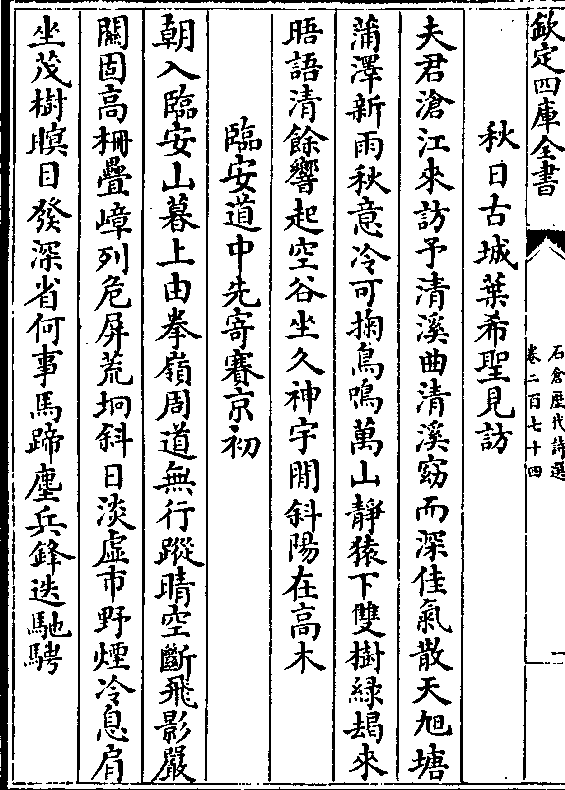 欽定四庫全書
石倉歷代詩選
卷二百七十四
一
秋日古城葉希聖見訪
夫君滄江來訪予清溪曲清溪窈而深佳氣散天旭塘
蒲澤新雨秋意冷可掬鳥鳴萬山靜猿下雙樹綠朅來
晤語清餘響起空谷坐久神宇閒斜陽在高木
臨安道中先寄賽京初
朝入臨安山暮上由拳嶺周道無行蹤晴空斷飛影嚴
關固高柵疊嶂列危屏荒坰斜日淡虛市野煙冷息肩
坐茂樹瞑目發深省何事馬蹄塵兵鋒迭馳騁